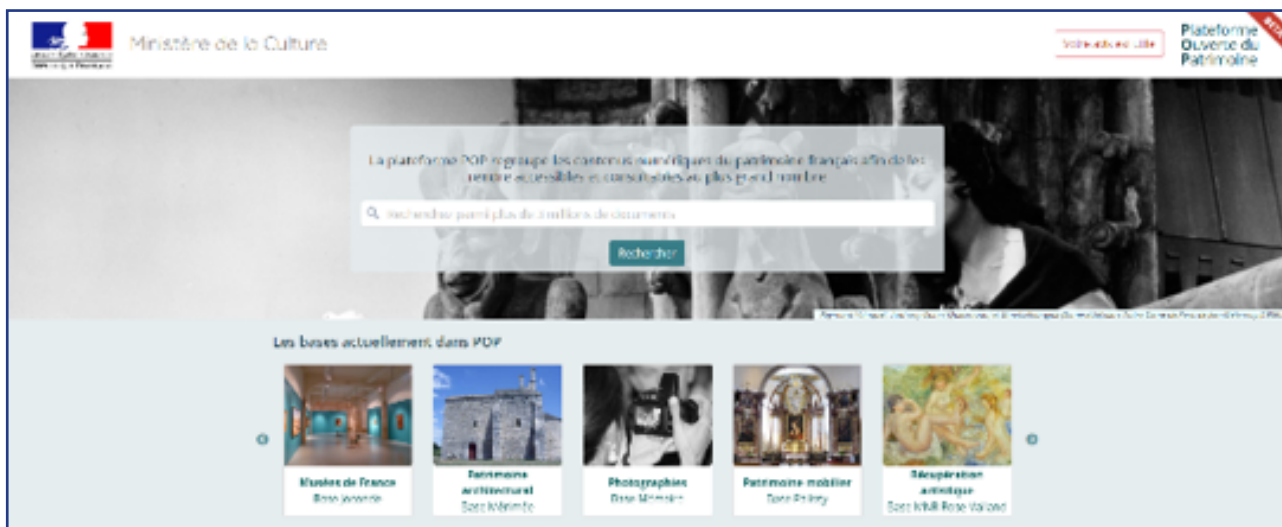 Ministère de la Culture
Votre avis est utile
Plateforme
Ouverte du
Patrimoine
BETA
La plateforme POP regroupe les contenus numériques du patrimoine français afin de les
rendre accessibles et consultables au plus grand nombre
Recherchez parmi plus de 3 millions de documents
Rechercher
Les bases actuellement dans POP
Musées de France
Base Joconde
Patrimoine
architectural
Base Mérimée
Photographies
Base Mémoire
Patrimoine mobilier
Base Palissy
Récupération
artistique
Base MNR Rose Valland